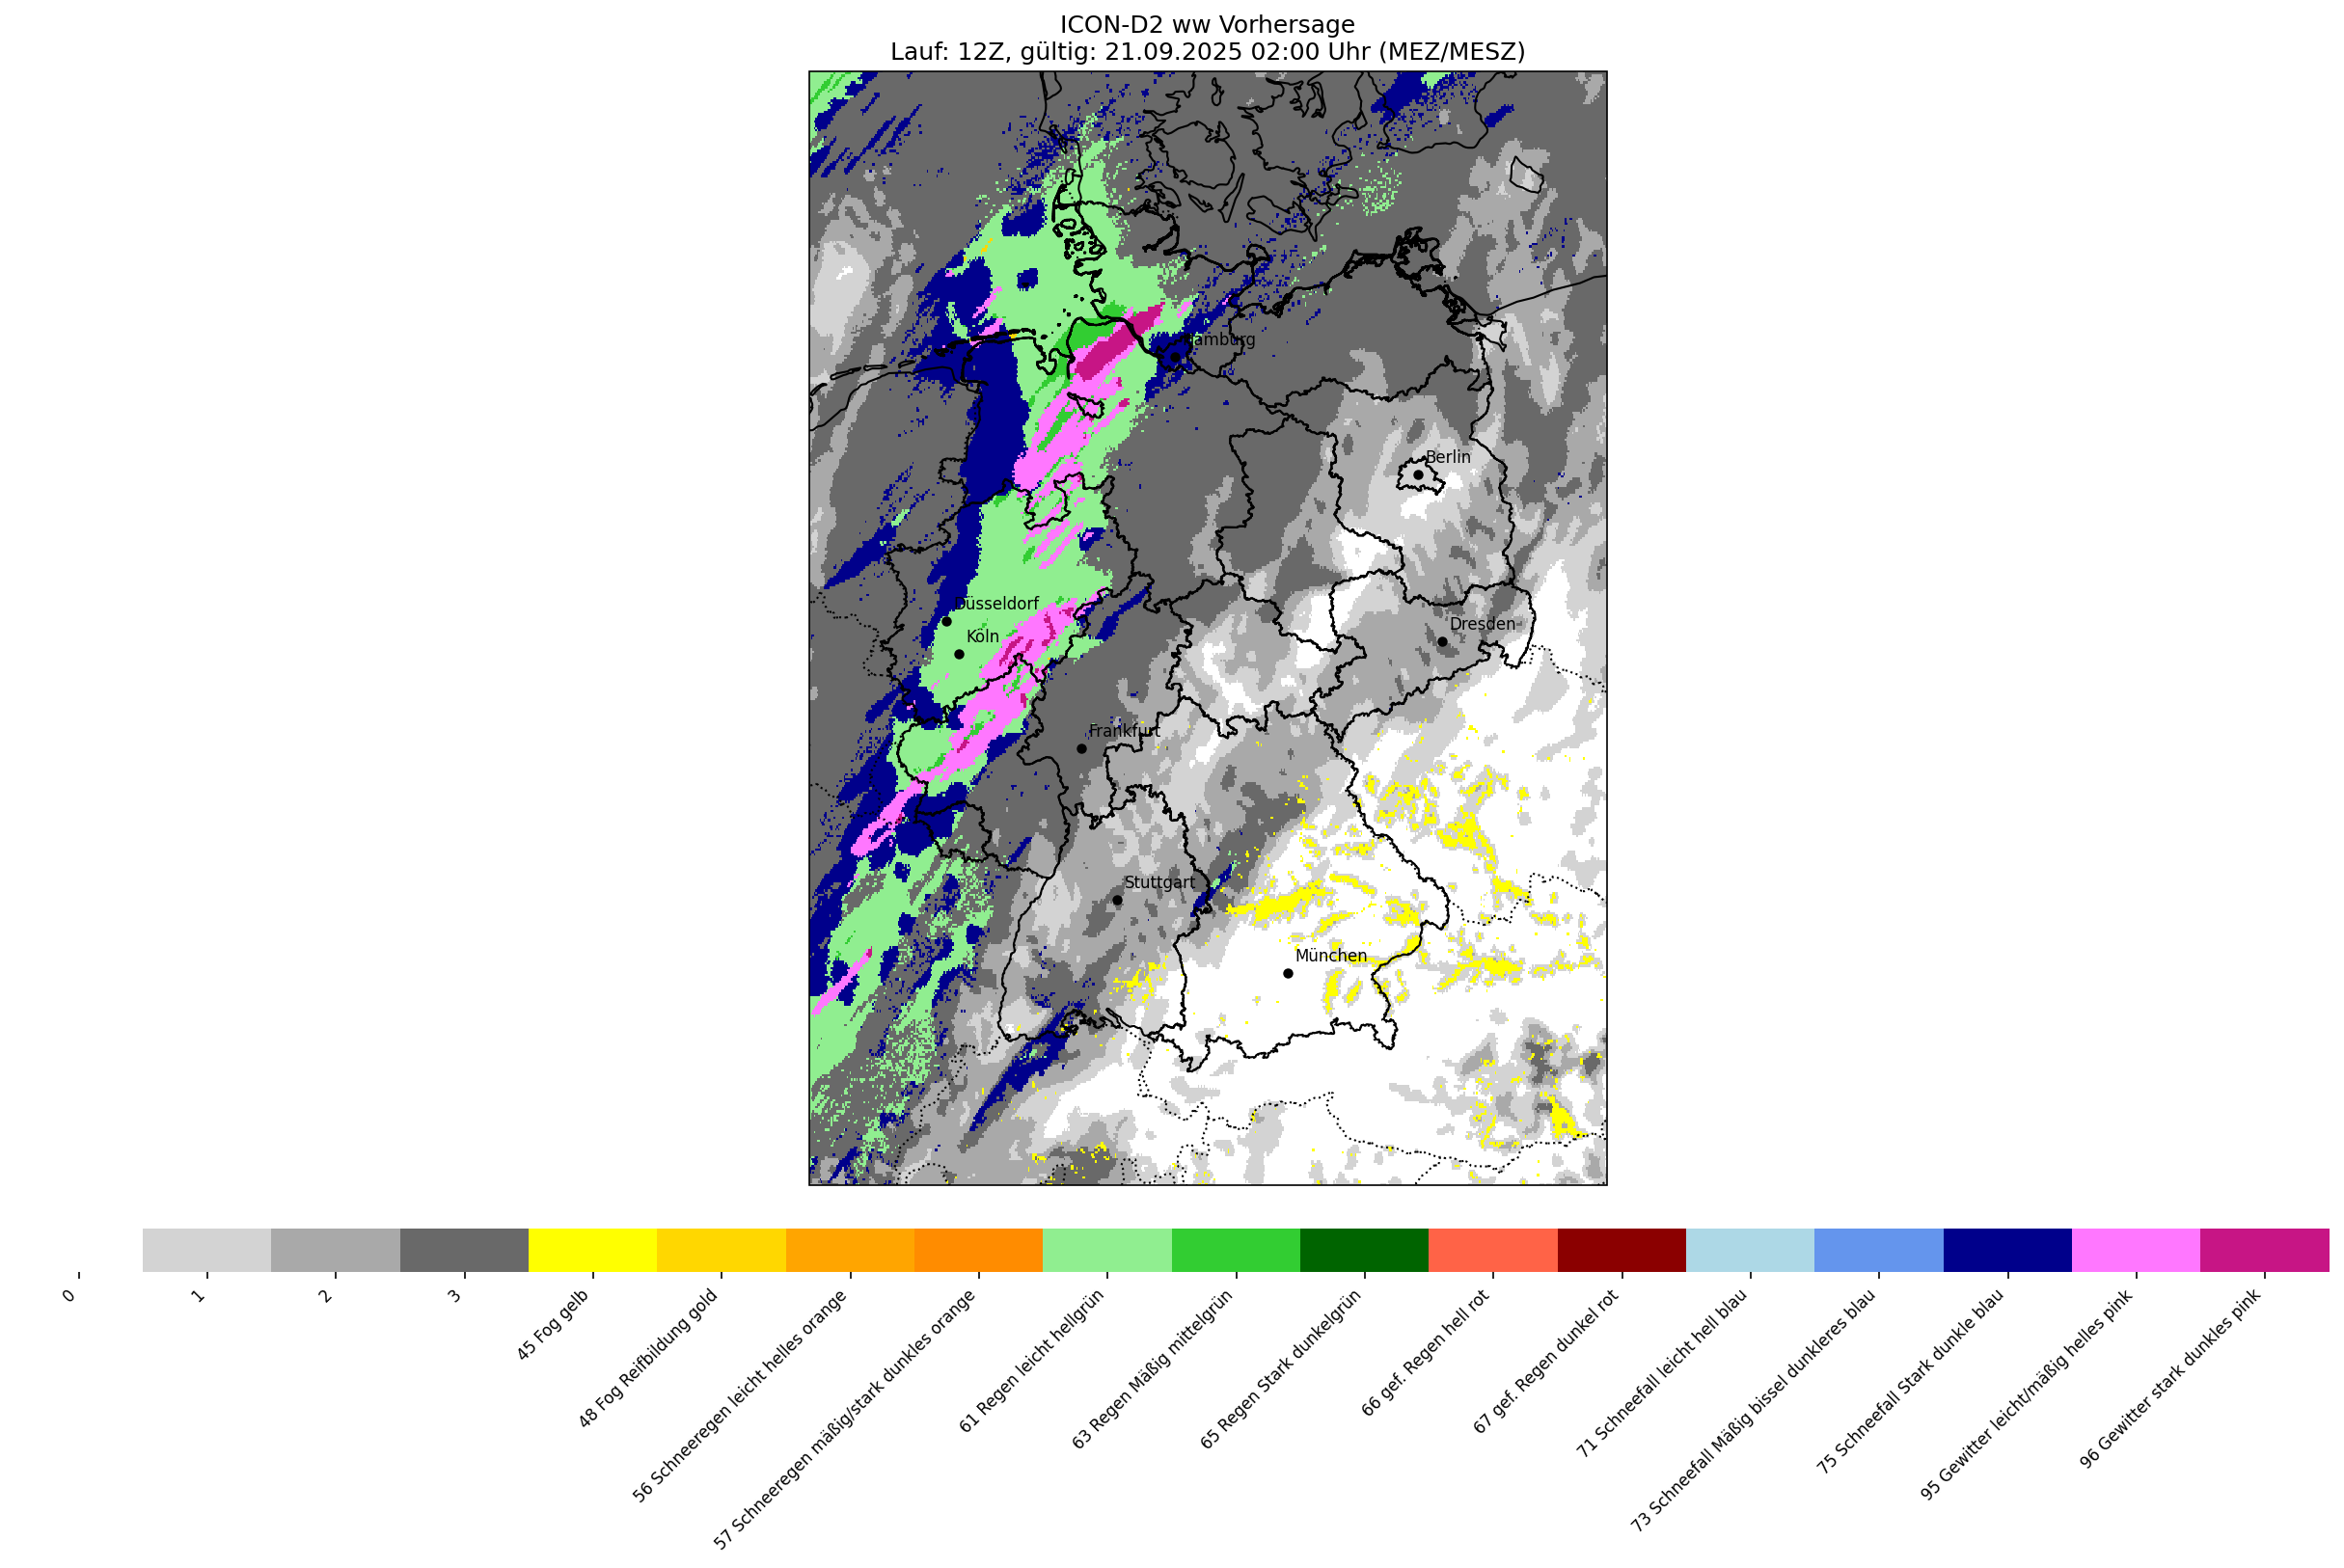 ICON-D2 ww Vorhersage
Lauf: 12Z, gültig: 21.09.2025 02:00 Uhr (MEZ/MESZ)
Hamburg
Berlin
Düsseldorf
Köln
Dresden
Frankfurt
Stuttgart
München
0
1
2
3
45 Fog gelb
48 Fog Reifbildung gold
56 Schneeregen leicht helles orange
57 Schneeregen mäßig/stark dunkles orange
61 Regen leicht hellgrün
63 Regen Mäßig mittelgrün
65 Regen Stark dunkelgrün
66 gef. Regen hell rot
67 gef. Regen dunkel rot
71 Schneefall leicht hell blau
73 Schneefall Mäßig bissel dunkleres blau
75 Schneefall Stark dunkle blau
95 Gewitter leicht/mäßig helles pink
96 Gewitter stark dunkles pink